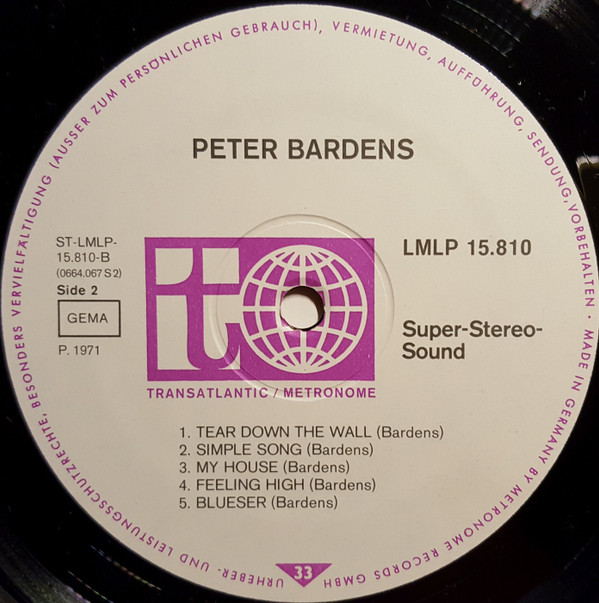 URHEBER- UND LEISTUNGSSCHUTZRECHTE, BESONDERS VERVIELFÄLTIGUNG (AUSSER ZUM PERSÖNLICHEN GEBRAUCH), VERMIETUNG, AUFFÜHRUNG, SENDUNG, VORBEHALTEN · MADE IN GERMANY BY METRONOME RECORDS GMBH
PETER BARDENS
ST-LMLP-
15.810-B
(0664.067 S 2)
Side 2
GEMA
P. 1971
to
LMLP 15.810
Super-Stereo-
Sound
TRANSATLANTIC / METRONOME
1. TEAR DOWN THE WALL (Bardens)
2. SIMPLE SONG (Bardens)
3. MY HOUSE (Bardens)
4. FEELING HIGH (Bardens)
5. BLUESER (Bardens)
33